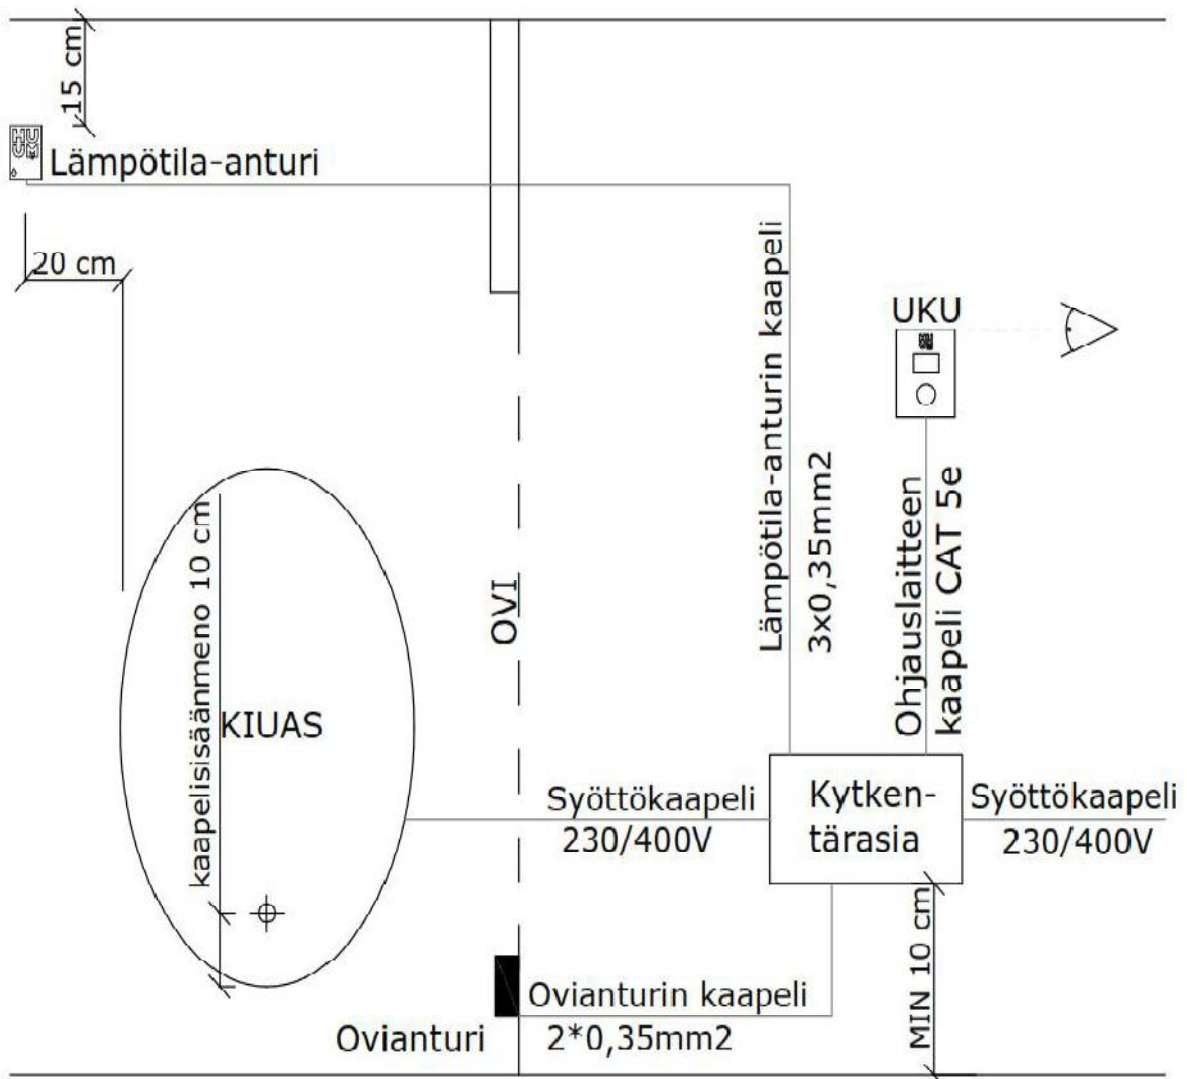 15 cm
HUUM
Lämpötila-anturi
20 cm
Lämpötila-anturin kaapeli
3x0,35mm2
UKU
Ohjauslaitteen
kaapeli CAT 5e
OVI
kaapelisisäänmeno 10 cm
KIUAS
Syöttökaapeli
230/400V
Kytken-
tärasia
Syöttökaapeli
230/400V
MIN 10 cm
Ovianturin kaapeli
2*0,35mm2
Ovianturi